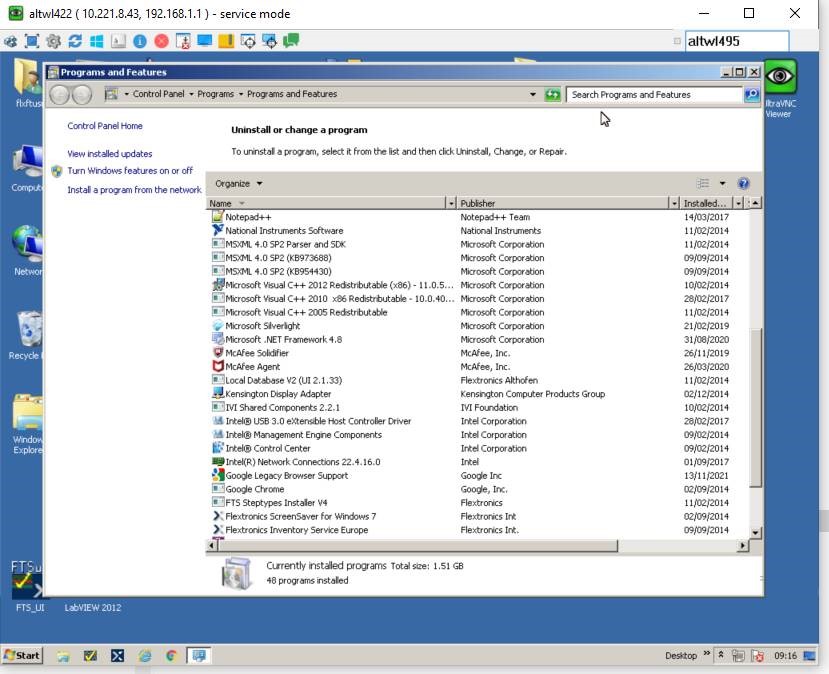 altwl422 ( 10.221.8.43, 192.168.1.1 ) - service mode
altwl495
flxftus
Comput
Networ
Recycle
Window
Explore
FTSu
FTS_UI
LabVIEW 2012
ltraVNC
Viewer
Programs and Features
Control Panel Programs Programs and Features
Search Programs and Features
Control Panel Home
View installed updates
Turn Windows features on or off
Install a program from the network
Uninstall or change a program
To uninstall a program, select it from the list and then click Uninstall, Change, or Repair.
Organize
Name Publisher Installed...
Notepad++ Notepad++ Team 14/03/2017
National Instruments Software National Instruments 11/02/2014
MSXML 4.0 SP2 Parser and SDK Microsoft Corporation 11/02/2014
MSXML 4.0 SP2 (KB973688) Microsoft Corporation 09/09/2014
MSXML 4.0 SP2 (KB954430) Microsoft Corporation 09/09/2014
Microsoft Visual C++ 2012 Redistributable (x86) - 11.0.5... Microsoft Corporation 10/02/2014
Microsoft Visual C++ 2010 x86 Redistributable - 10.0.40... Microsoft Corporation 28/02/2017
Microsoft Visual C++ 2005 Redistributable Microsoft Corporation 11/02/2014
Microsoft Silverlight Microsoft Corporation 21/02/2019
Microsoft .NET Framework 4.8 Microsoft Corporation 31/08/2020
McAfee Solidifier McAfee, Inc. 26/11/2019
McAfee Agent McAfee, Inc. 26/03/2020
Local Database V2 (UI 2.1.33) Flextronics Althofen 11/02/2014
Kensington Display Adapter Kensington Computer Products Group 02/12/2014
IVI Shared Components 2.2.1 IVI Foundation 10/02/2014
Intel® USB 3.0 eXtensible Host Controller Driver Intel Corporation 28/02/2017
Intel® Management Engine Components Intel Corporation 09/02/2014
Intel® Control Center Intel Corporation 09/02/2014
Intel(R) Network Connections 22.4.16.0 Intel 01/09/2017
Google Legacy Browser Support Google Inc 13/11/2021
Google Chrome Google, Inc. 02/09/2014
FTS Steptypes Installer V4 Flextronics 11/02/2014
Flextronics ScreenSaver for Windows 7 Flextronics Int 02/09/2014
Flextronics Inventory Service Europe Flextronics Int. 09/09/2014
Currently installed programs Total size: 1.51 GB
48 programs installed
Start
Desktop
09:16